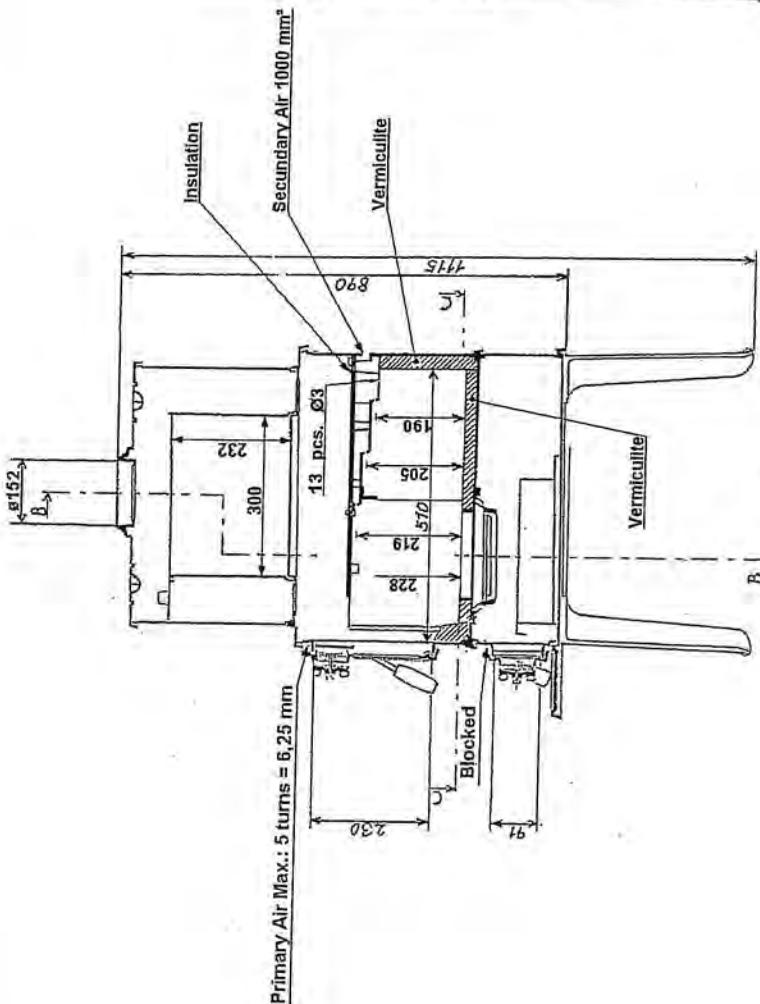 ø152
B
Insulation
Secundary Air 1000 mm²
Vermiculite
232
300
13 pcs. Ø3
190
205
510
219
228
890
1115
C
Vermiculite
B
Primary Air Max.: 5 turns = 6,25 mm
230
C
Blocked
91